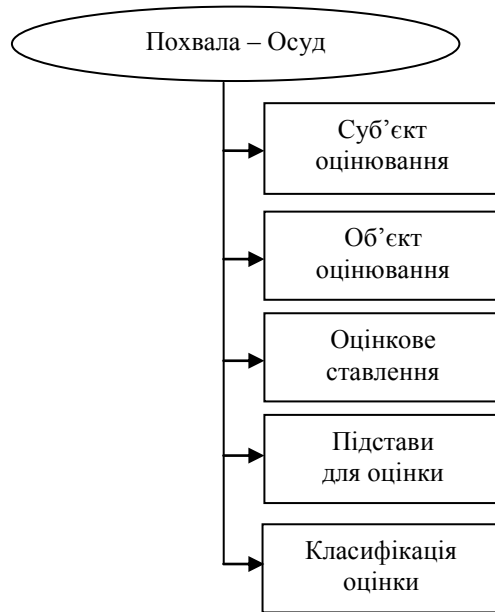 Похвала – Осуд
Суб’єкт
оцінювання
Об’єкт
оцінювання
Оцінкове
ставлення
Підстави
для оцінки
Класифікація
оцінки